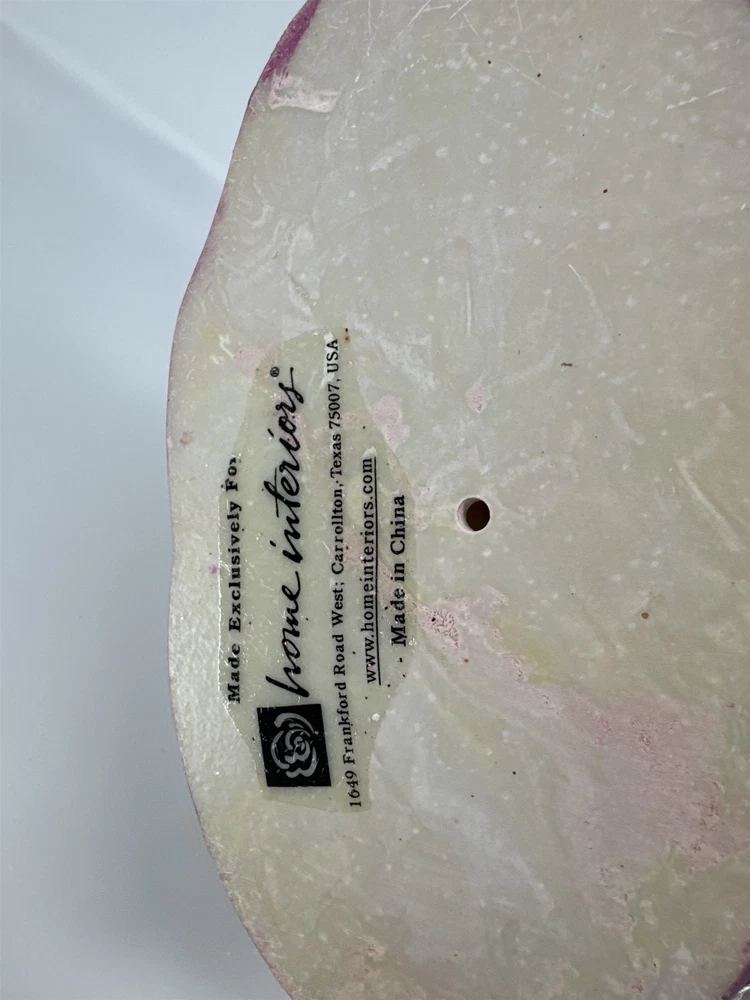 Made Exclusively For
home interiors®
1649 Frankford Road West; Carrollton, Texas 75007, USA
www.homeinteriors.com
Made in China